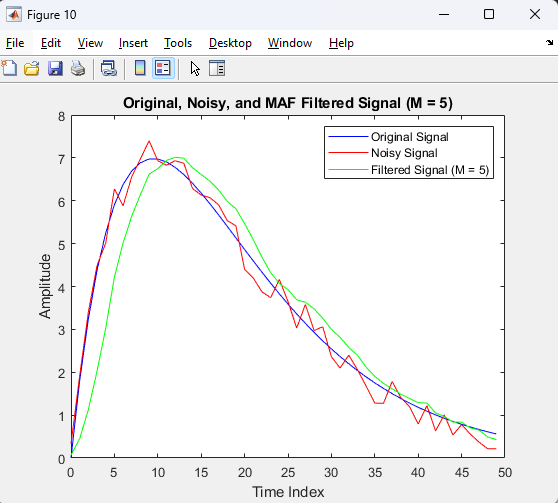 Figure 10
File Edit View Insert Tools Desktop Window Help
Original, Noisy, and MAF Filtered Signal (M = 5)
Original Signal
Noisy Signal
Filtered Signal (M = 5)
Amplitude
8
7
6
5
4
3
2
1
0
0 5 10 15 20 25 30 35 40 45 50
Time Index